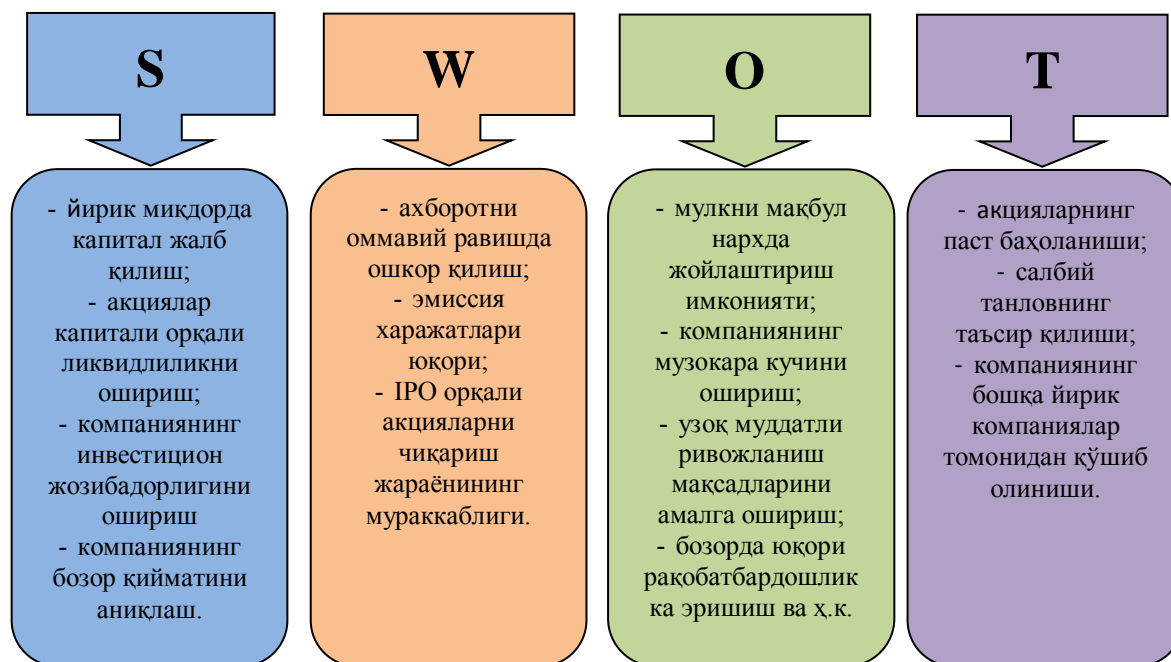 S
- йирик миқдорда
капитал жалб
қилиш;
- акциялар
капитали орқали
ликвидлиликни
ошириш;
- компаниянинг
инвестицион
жозибадорлигини
ошириш
- компаниянинг
бозор қийматини
аниқлаш.
W
- ахборотни
оммавий равишда
ошкор қилиш;
- эмиссия
харажатлари
юқори;
- IPO орқали
акцияларни
чиқариш
жараёнининг
мураккаблиги.
O
- мулкни мақбул
нархда
жойлаштириш
имконияти;
- компаниянинг
музокара кучини
ошириш;
- узоқ муддатли
ривожланиш
мақсадларини
амалга ошириш;
- бозорда юқори
рақобатбардошлик
ка эришиш ва ҳ.к.
T
- акцияларнинг
паст баҳоланиши;
- салбий
танловнинг
таъсир қилиши;
- компаниянинг
бошқа йирик
компаниялар
томонидан қўшиб
олиниши.